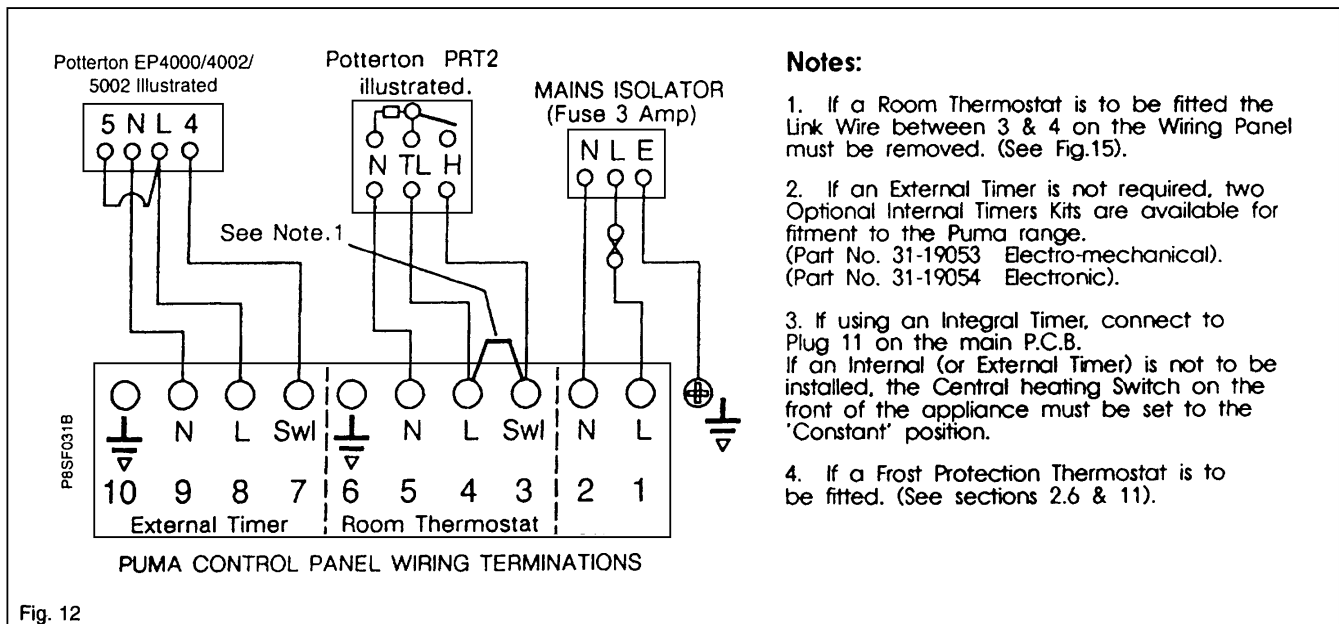 Potterton EP4000/4002/
5002 Illustrated
5 N L 4
Potterton PRT2
illustrated.
N TL H
MAINS ISOLATOR
(Fuse 3 Amp)
N L E
See Note.1
N L Swl N L Swl N L
10 9 8 7 6 5 4 3 2 1
External Timer Room Thermostat
PUMA CONTROL PANEL WIRING TERMINATIONS
P8SF031B
Fig. 12
Notes:
1. If a Room Thermostat is to be fitted the
Link Wire between 3 & 4 on the Wiring Panel
must be removed. (See Fig.15).
2. If an External Timer is not required, two
Optional Internal Timers Kits are available for
fitment to the Puma range.
(Part No. 31-19053 Electro-mechanical).
(Part No. 31-19054 Electronic).
3. If using an Integral Timer, connect to
Plug 11 on the main P.C.B.
If an Internal (or External Timer) is not to be
installed, the Central heating Switch on the
front of the appliance must be set to the
'Constant' position.
4. If a Frost Protection Thermostat is to
be fitted. (See sections 2.6 & 11).